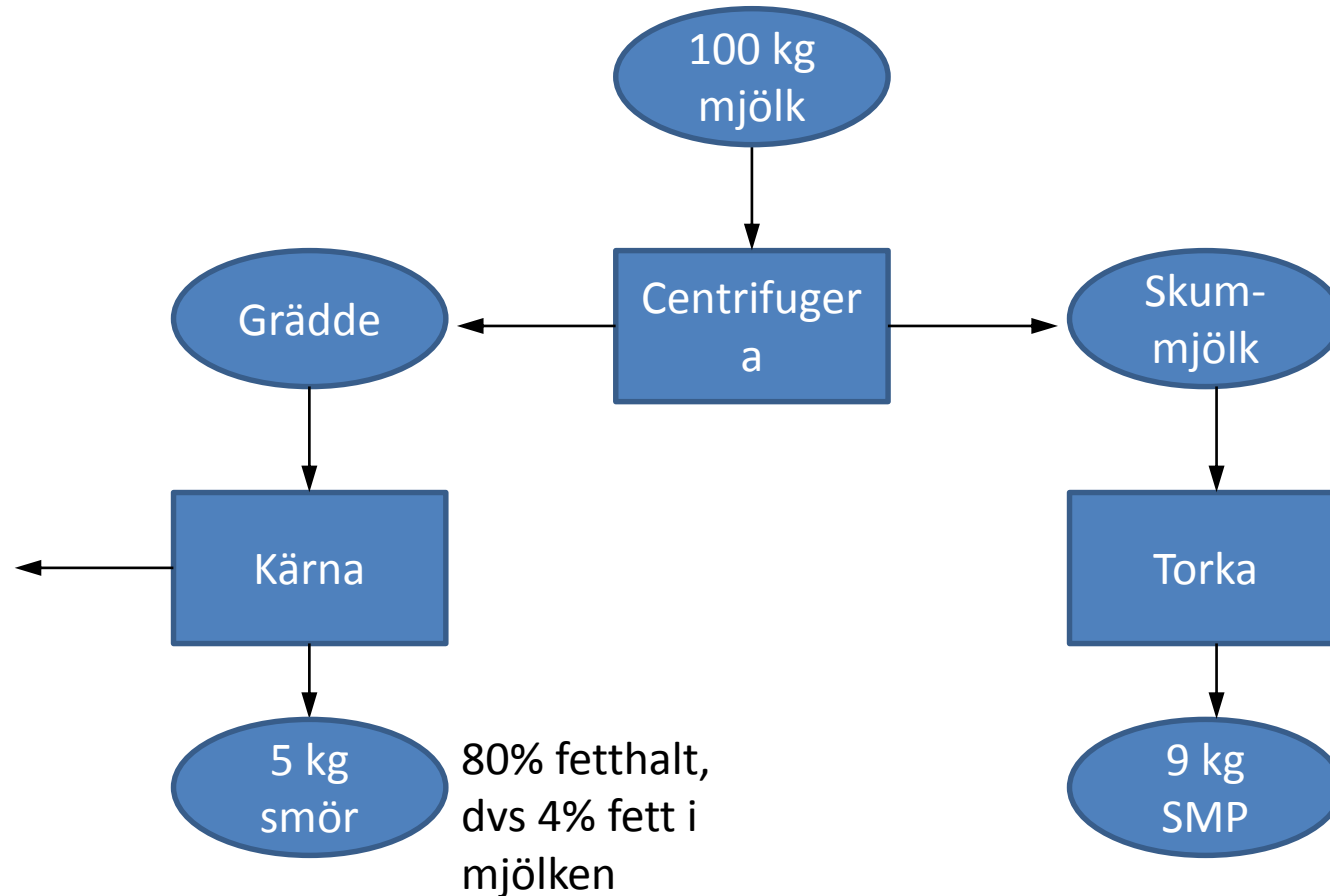 100 kg
mjölk
Centrifuger
a
Grädde
Skum-
mjölk
Kärna
Torka
5 kg
smör
80% fetthalt,
dvs 4% fett i
mjölken
9 kg
SMP